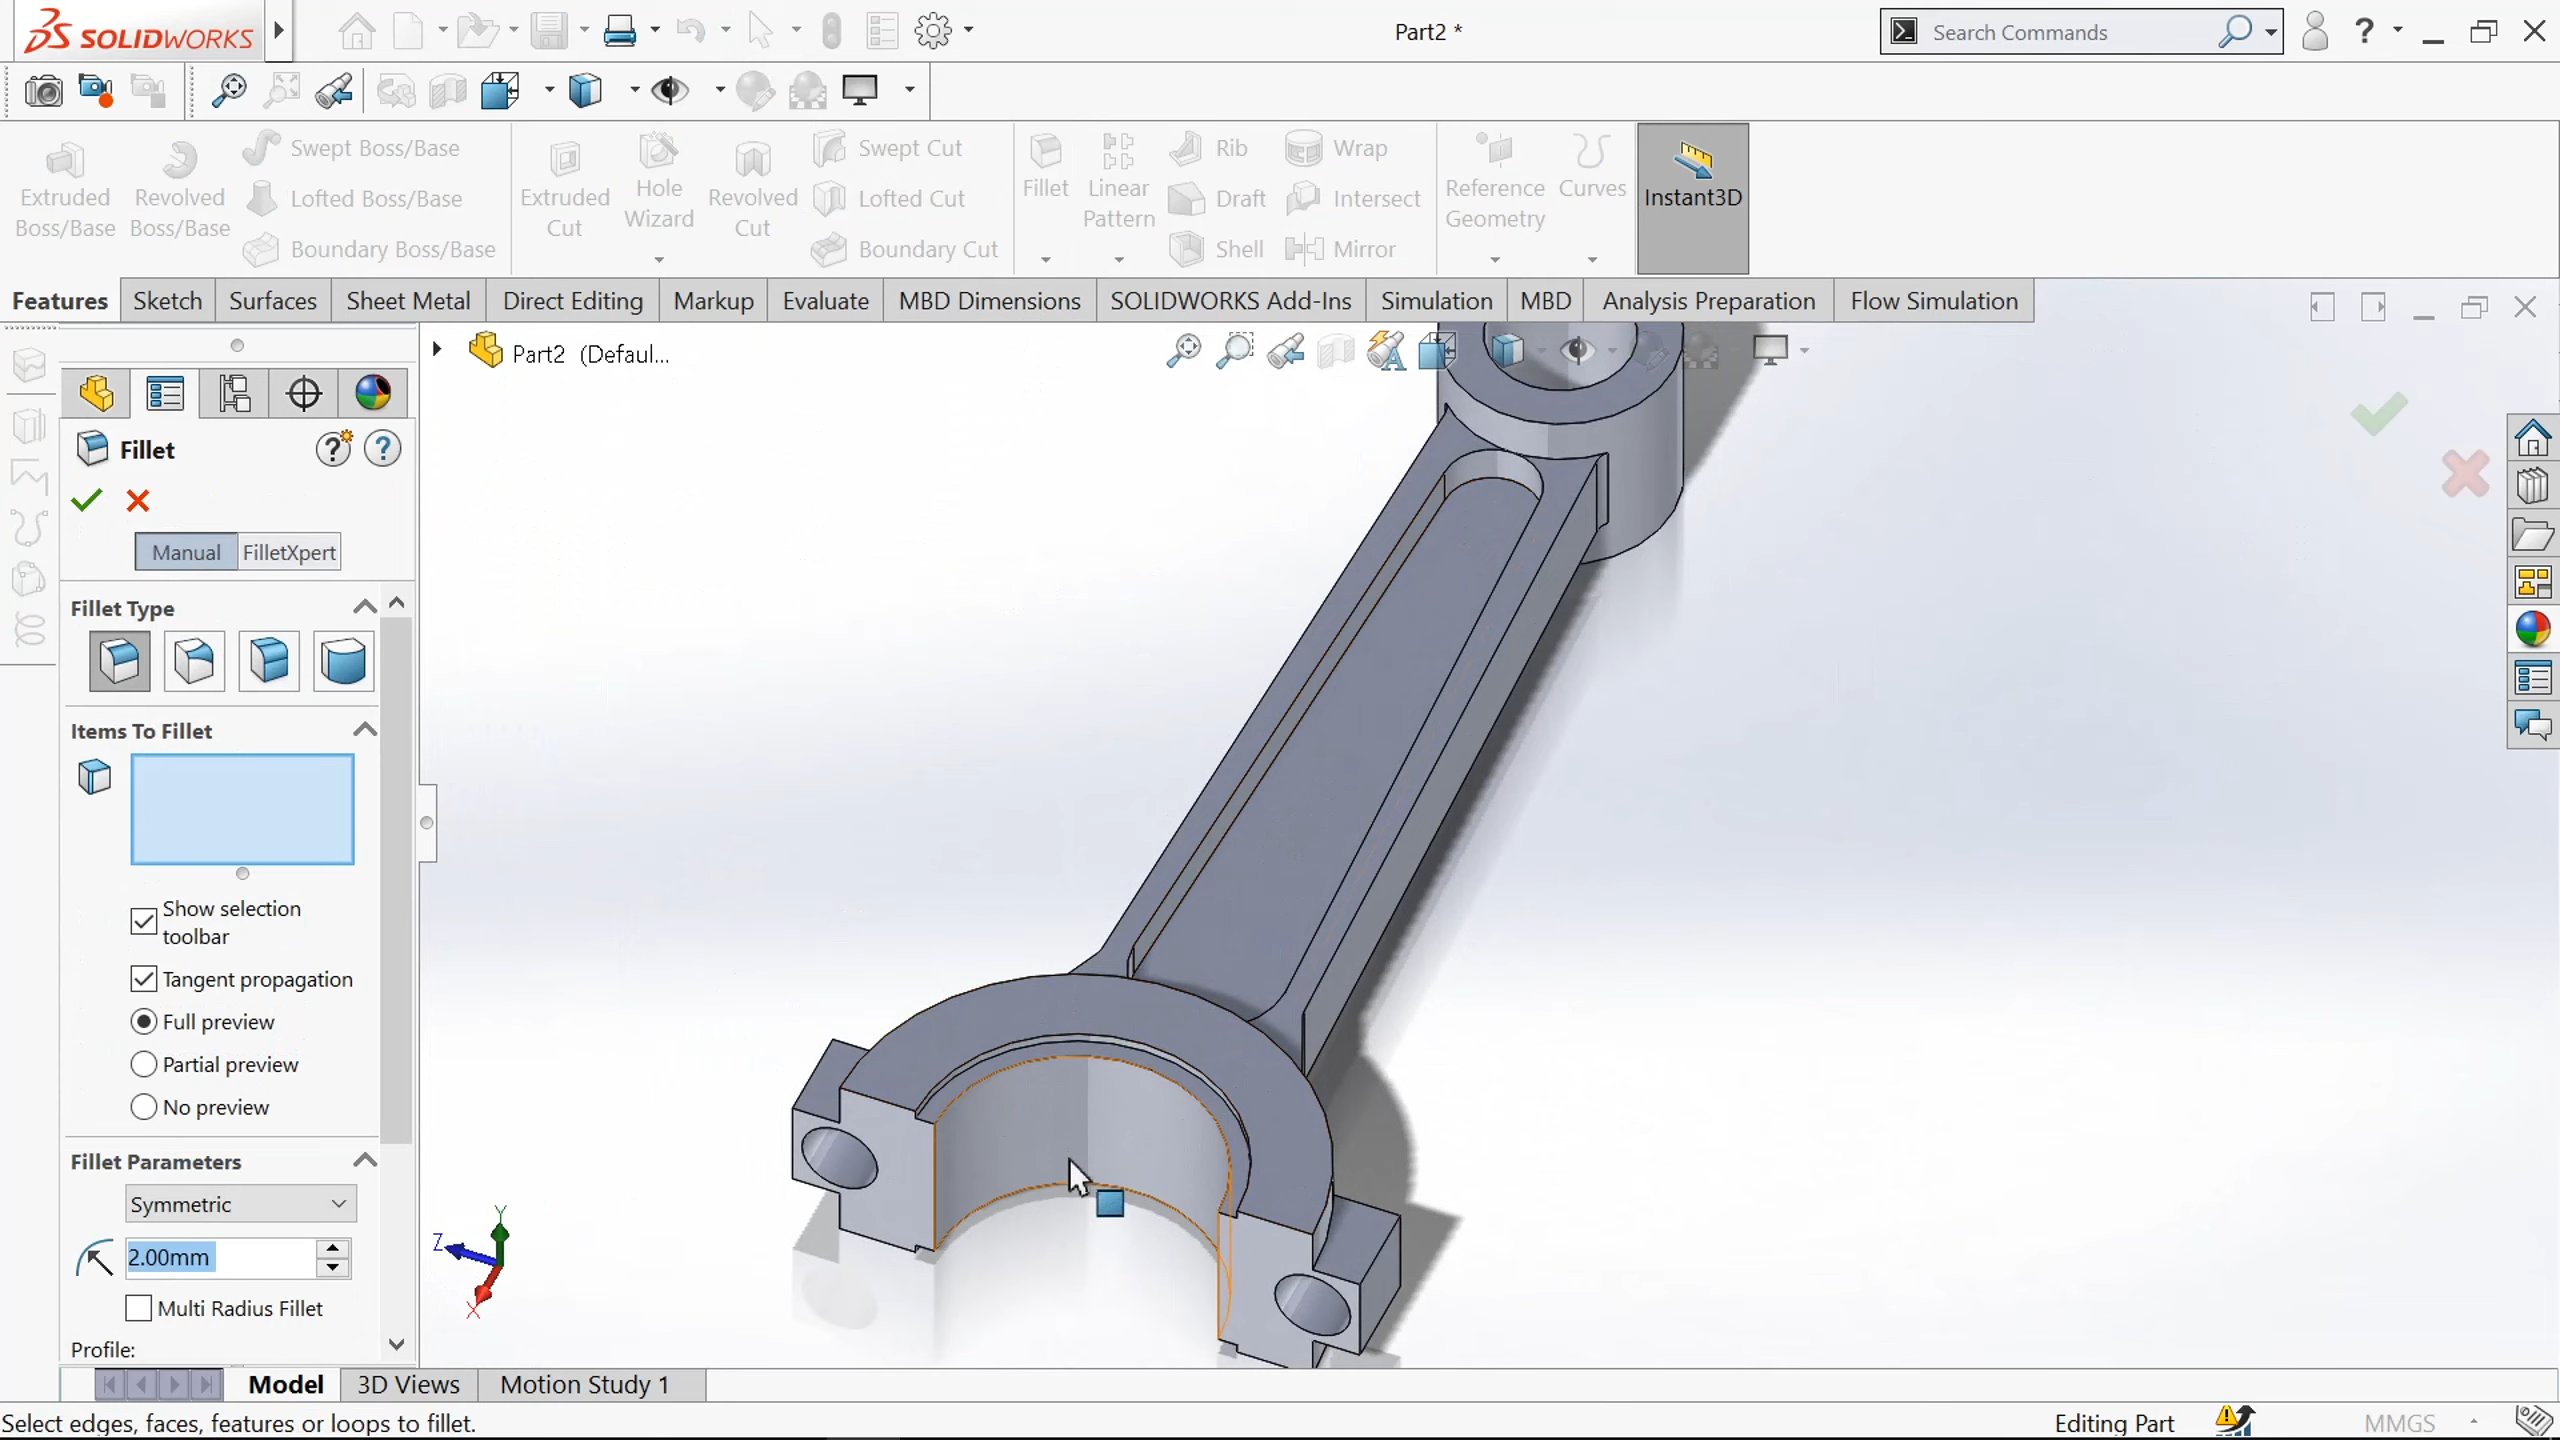 SOLIDWORKS
Part2 *
Search Commands
Extruded
Boss/Base
Revolved
Boss/Base
Swept Boss/Base
Lofted Boss/Base
Boundary Boss/Base
Extruded
Cut
Hole
Wizard
Revolved
Cut
Swept Cut
Lofted Cut
Boundary Cut
Fillet
Linear
Pattern
Rib
Draft
Shell
Wrap
Intersect
Mirror
Reference
Geometry
Curves
Instant3D
Features
Sketch
Surfaces
Sheet Metal
Direct Editing
Markup
Evaluate
MBD Dimensions
SOLIDWORKS Add-Ins
Simulation
MBD
Analysis Preparation
Flow Simulation
Part2 (Defaul...
Fillet
Manual
FilletXpert
Fillet Type
Items To Fillet
Show selection
toolbar
Tangent propagation
Full preview
Partial preview
No preview
Fillet Parameters
Symmetric
2.00mm
Multi Radius Fillet
Profile:
Y
Z
X
Model
3D Views
Motion Study 1
Select edges, faces, features or loops to fillet.
Editing Part
MMGS